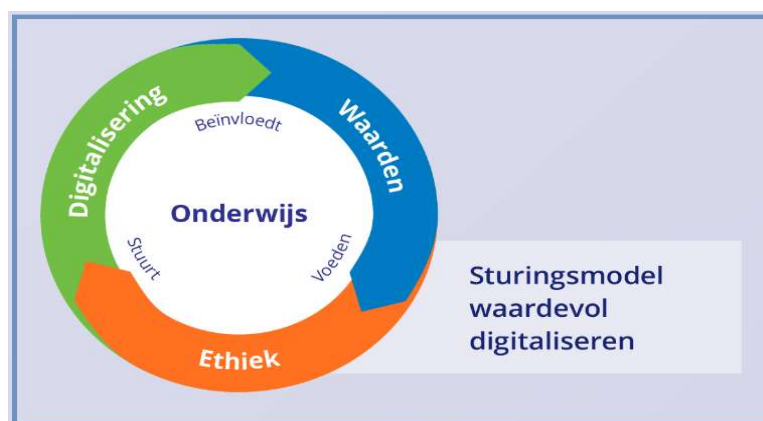 Digitalisering
Waarden
Beïnvloedt
Onderwijs
Stuurt
Voeden
Ethiek
Sturingsmodel
waardevol
digitaliseren